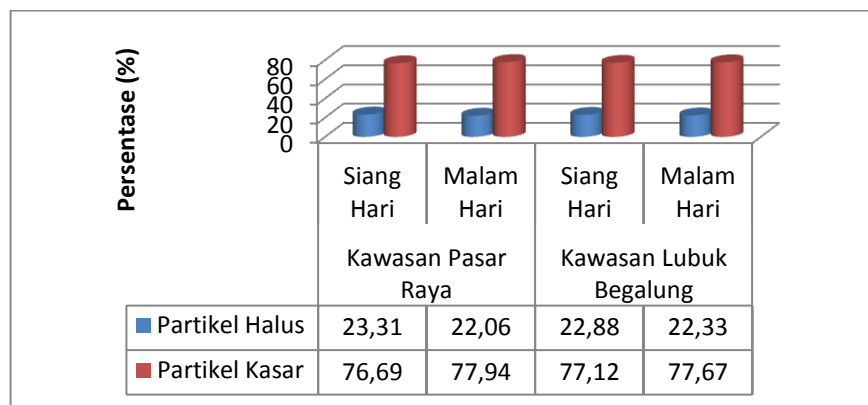 Persentase (%)
80
60
40
20
0
Siang Hari
Malam Hari
Siang Hari
Malam Hari
Kawasan Pasar Raya
Kawasan Lubuk Begalung
Partikel Halus 23,31 22,06 22,88 22,33
Partikel Kasar 76,69 77,94 77,12 77,67